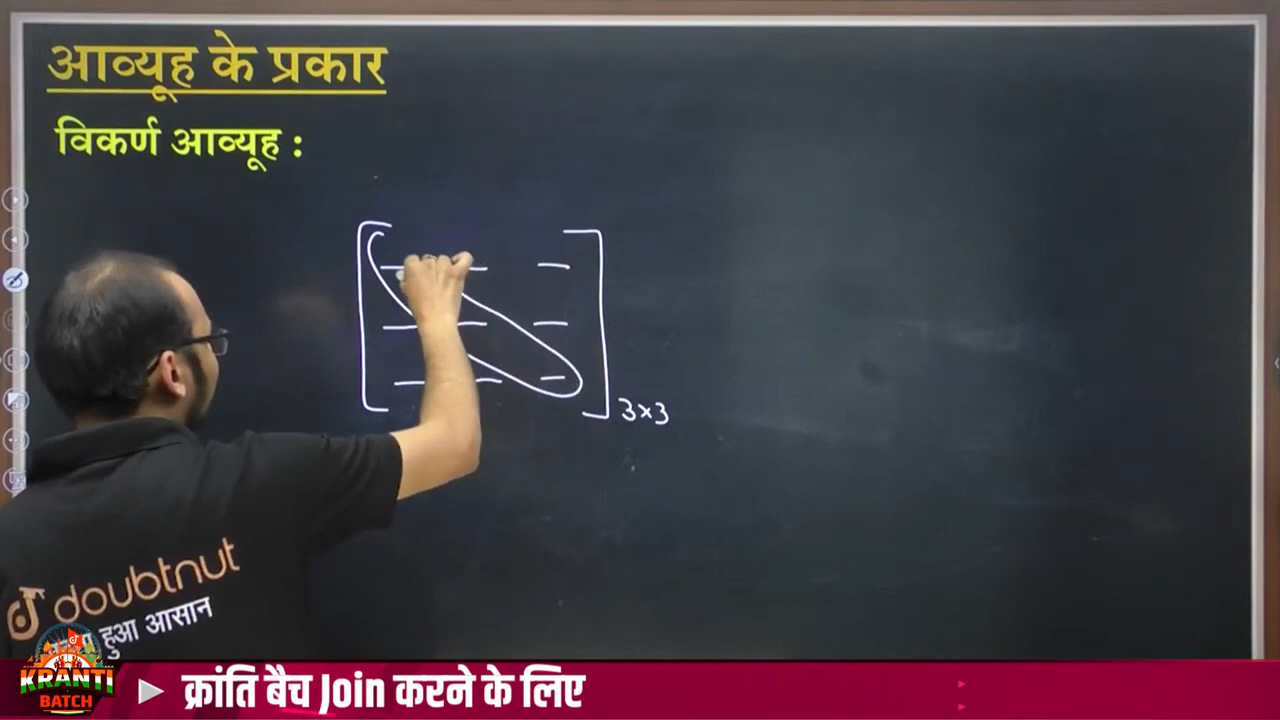 आव्यूह के प्रकार
विकर्ण आव्यूह :
3×3
doubtnut
हुआ आसान
KRANTI
BATCH
क्रांति बैच Join करने के लिए